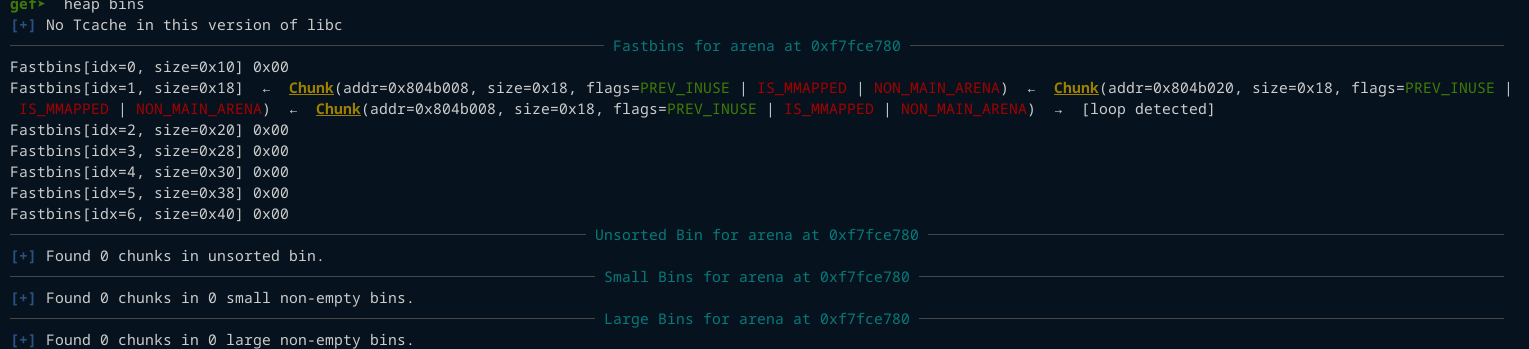 gef➤  heap bins
[+] No Tcache in this version of libc
Fastbins for arena at 0xf7fce780
Fastbins[idx=0, size=0x10] 0x00
Fastbins[idx=1, size=0x18]  ←  Chunk(addr=0x804b008, size=0x18, flags=PREV_INUSE | IS_MMAPPED | NON_MAIN_ARENA)  ←  Chunk(addr=0x804b020, size=0x18, flags=PREV_INUSE |
IS_MMAPPED | NON_MAIN_ARENA)  ←  Chunk(addr=0x804b008, size=0x18, flags=PREV_INUSE | IS_MMAPPED | NON_MAIN_ARENA)  →  [loop detected]
Fastbins[idx=2, size=0x20] 0x00
Fastbins[idx=3, size=0x28] 0x00
Fastbins[idx=4, size=0x30] 0x00
Fastbins[idx=5, size=0x38] 0x00
Fastbins[idx=6, size=0x40] 0x00
Unsorted Bin for arena at 0xf7fce780
[+] Found 0 chunks in unsorted bin.
Small Bins for arena at 0xf7fce780
[+] Found 0 chunks in 0 small non-empty bins.
Large Bins for arena at 0xf7fce780
[+] Found 0 chunks in 0 large non-empty bins.